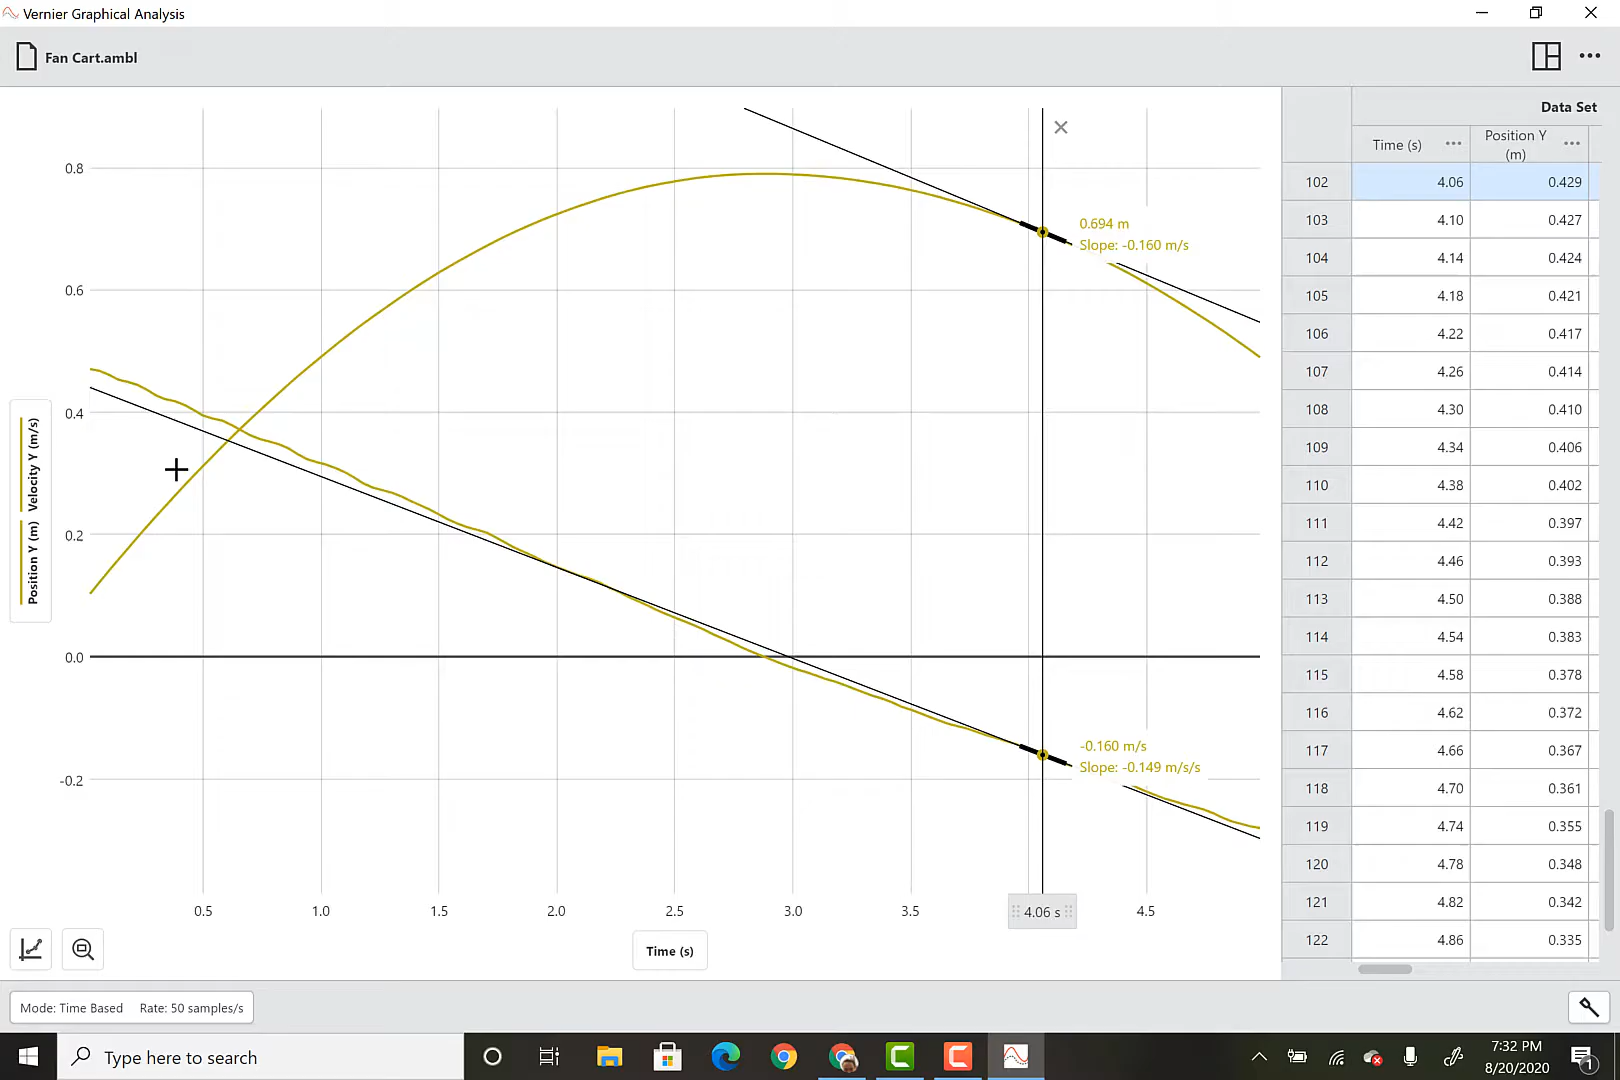 Vernier Graphical Analysis
Fan Cart.ambl
0.8
0.6
0.4
0.2
0.0
-0.2
Position Y (m) Velocity Y (m/s)
0.694 m
Slope: -0.160 m/s
-0.160 m/s
Slope: -0.149 m/s/s
0.5 1.0 1.5 2.0 2.5 3.0 3.5 4.06 s 4.5
Time (s)
Data Set
Time (s) Position Y
(m)
102 4.06 0.429
103 4.10 0.427
104 4.14 0.424
105 4.18 0.421
106 4.22 0.417
107 4.26 0.414
108 4.30 0.410
109 4.34 0.406
110 4.38 0.402
111 4.42 0.397
112 4.46 0.393
113 4.50 0.388
114 4.54 0.383
115 4.58 0.378
116 4.62 0.372
117 4.66 0.367
118 4.70 0.361
119 4.74 0.355
120 4.78 0.348
121 4.82 0.342
122 4.86 0.335
Mode: Time Based Rate: 50 samples/s
Type here to search
7:32 PM
8/20/2020
1